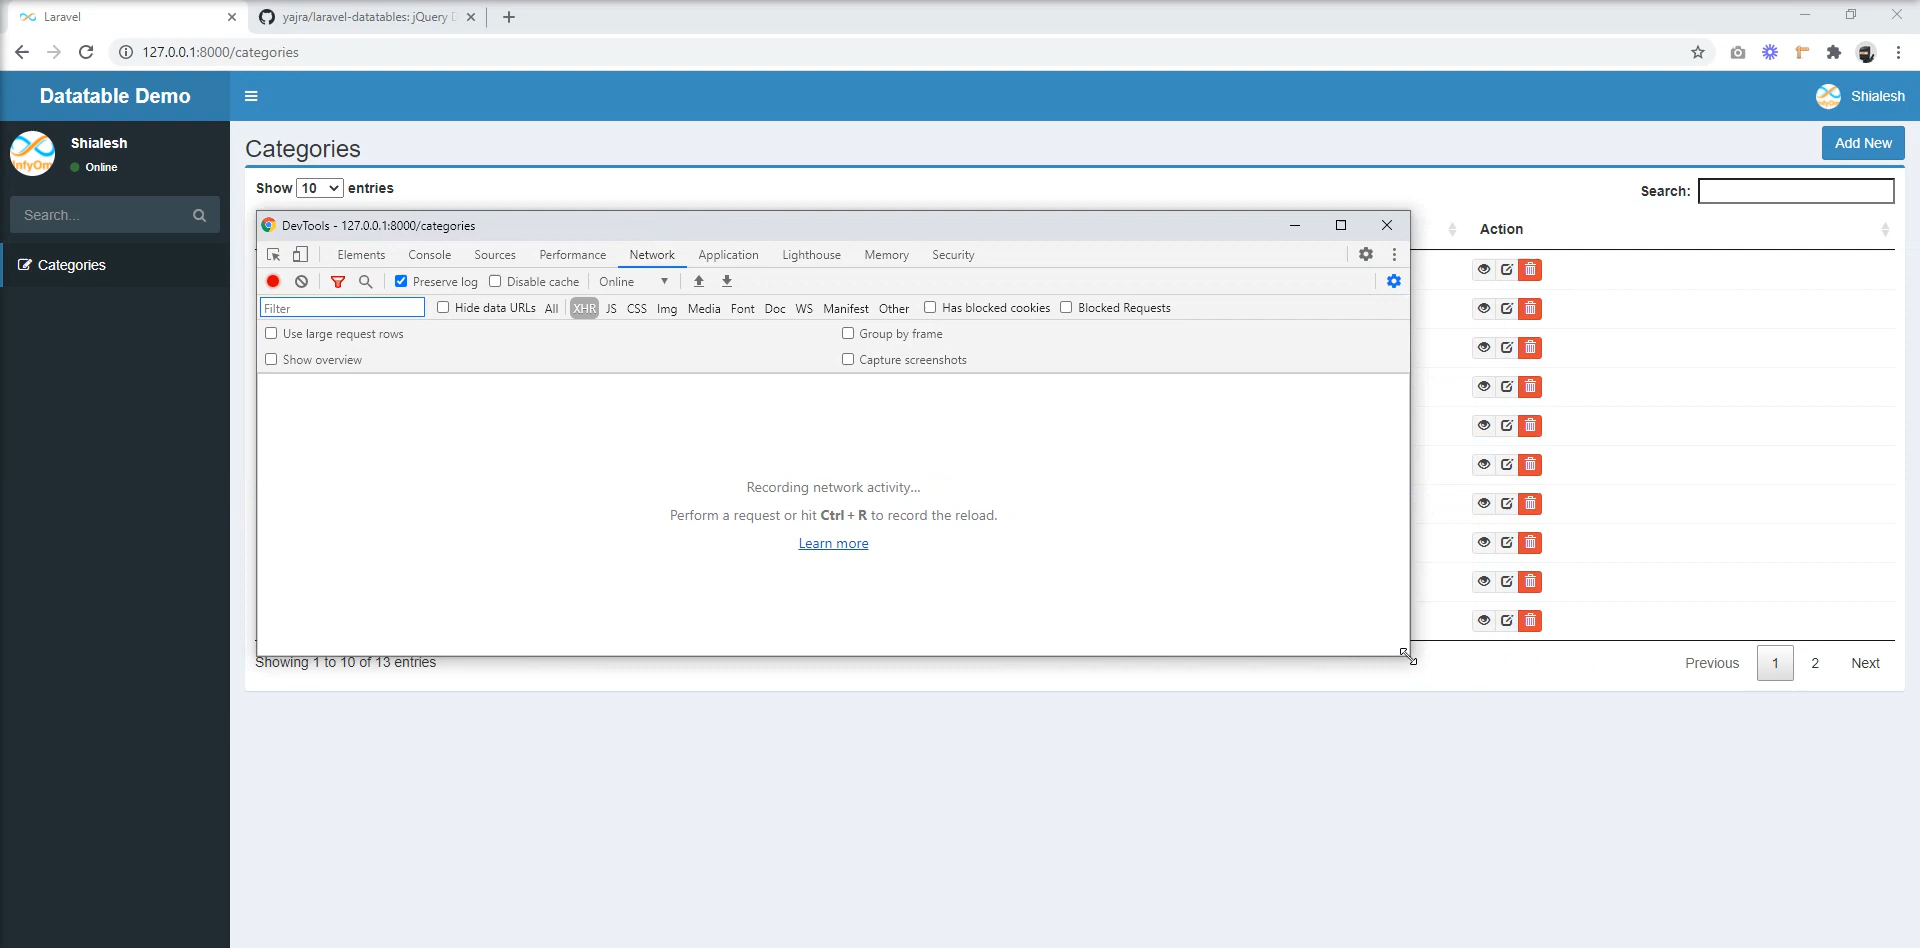 Laravel
yajra/laravel-datatables: jQuery D
127.0.0.1:8000/categories
Datatable Demo
Shialesh
Shialesh
Online
Search...
Categories
Categories
Add New
Show 10 entries
Search:
Action
DevTools - 127.0.0.1:8000/categories
Elements Console Sources Performance Network Application Lighthouse Memory Security
Preserve log Disable cache Online
Filter Hide data URLs All XHR JS CSS Img Media Font Doc WS Manifest Other Has blocked cookies Blocked Requests
Use large request rows Group by frame
Show overview Capture screenshots
Recording network activity...
Perform a request or hit Ctrl + R to record the reload.
Learn more
Showing 1 to 10 of 13 entries
Previous 1 2 Next